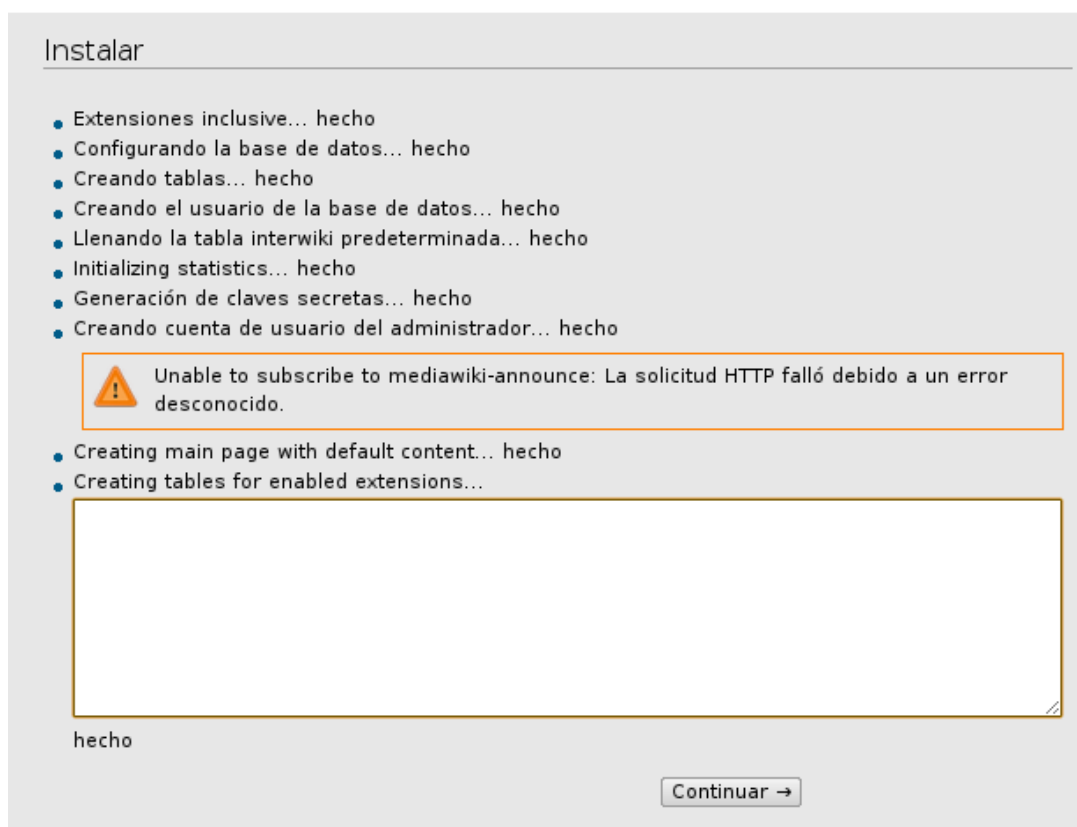 Instalar
Extensiones inclusive... hecho
Configurando la base de datos... hecho
Creando tablas... hecho
Creando el usuario de la base de datos... hecho
Llenando la tabla interwiki predeterminada... hecho
Initializing statistics... hecho
Generación de claves secretas... hecho
Creando cuenta de usuario del administrador... hecho
Unable to subscribe to mediawiki-announce: La solicitud HTTP falló debido a un error
desconocido.
Creating main page with default content... hecho
Creating tables for enabled extensions...
hecho
Continuar →